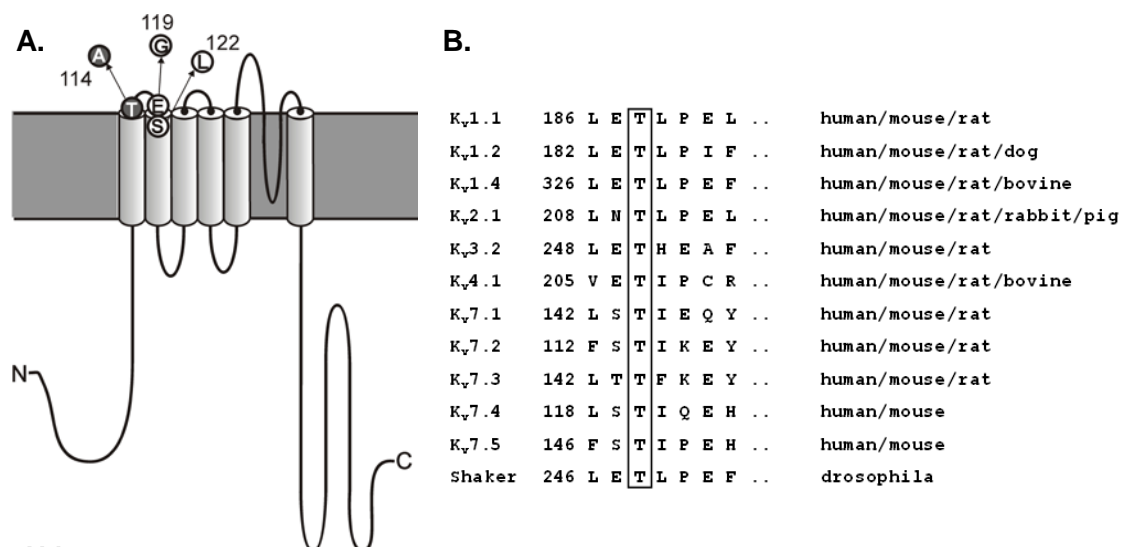 A.
119
G
122
A
L
114
T
E
S
N
C
B.
Kv1.1 186 L E T L P E L .. human/mouse/rat
Kv1.2 182 L E T L P I F .. human/mouse/rat/dog
Kv1.4 326 L E T L P E F .. human/mouse/rat/bovine
Kv2.1 208 L N T L P E L .. human/mouse/rat/rabbit/pig
Kv3.2 248 L E T H E A F .. human/mouse/rat
Kv4.1 205 V E T I P C R .. human/mouse/rat/bovine
Kv7.1 142 L S T I E Q Y .. human/mouse/rat
Kv7.2 112 F S T I K E Y .. human/mouse/rat
Kv7.3 142 L T T F K E Y .. human/mouse/rat
Kv7.4 118 L S T I Q E H .. human/mouse
Kv7.5 146 F S T I P E H .. human/mouse
Shaker 246 L E T L P E F .. drosophila